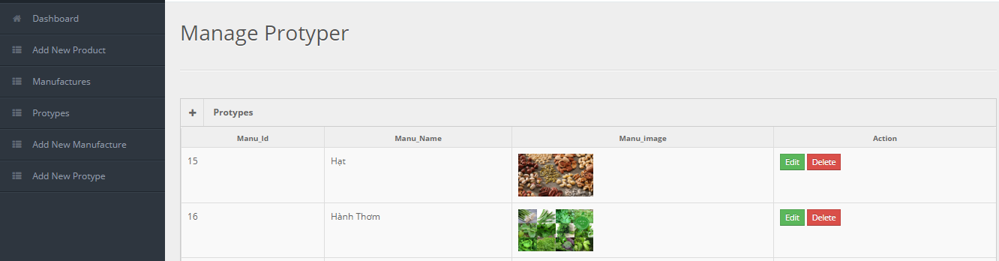 Dashboard
Add New Product
Manufactures
Protypes
Add New Manufacture
Add New Protype
Manage Protyper
Protypes
Manu_Id Manu_Name Manu_image Action
15 Hạt Edit Delete
16 Hành Thơm Edit Delete